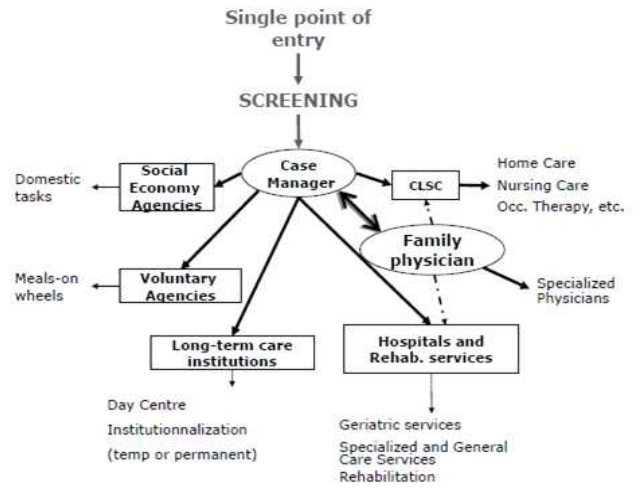 Single point of
entry
SCREENING
Case
Manager
Social
Economy
Agencies
Domestic
tasks
CLSC
Home Care
Nursing Care
Occ. Therapy, etc.
Family
physician
Meals-on
wheels
Voluntary
Agencies
Specialized
Physicians
Long-term care
institutions
Hospitals and
Rehab. services
Day Centre
Institutionnalization
(temp or permanent)
Geriatric services
Specialized and General
Care Services
Rehabilitation